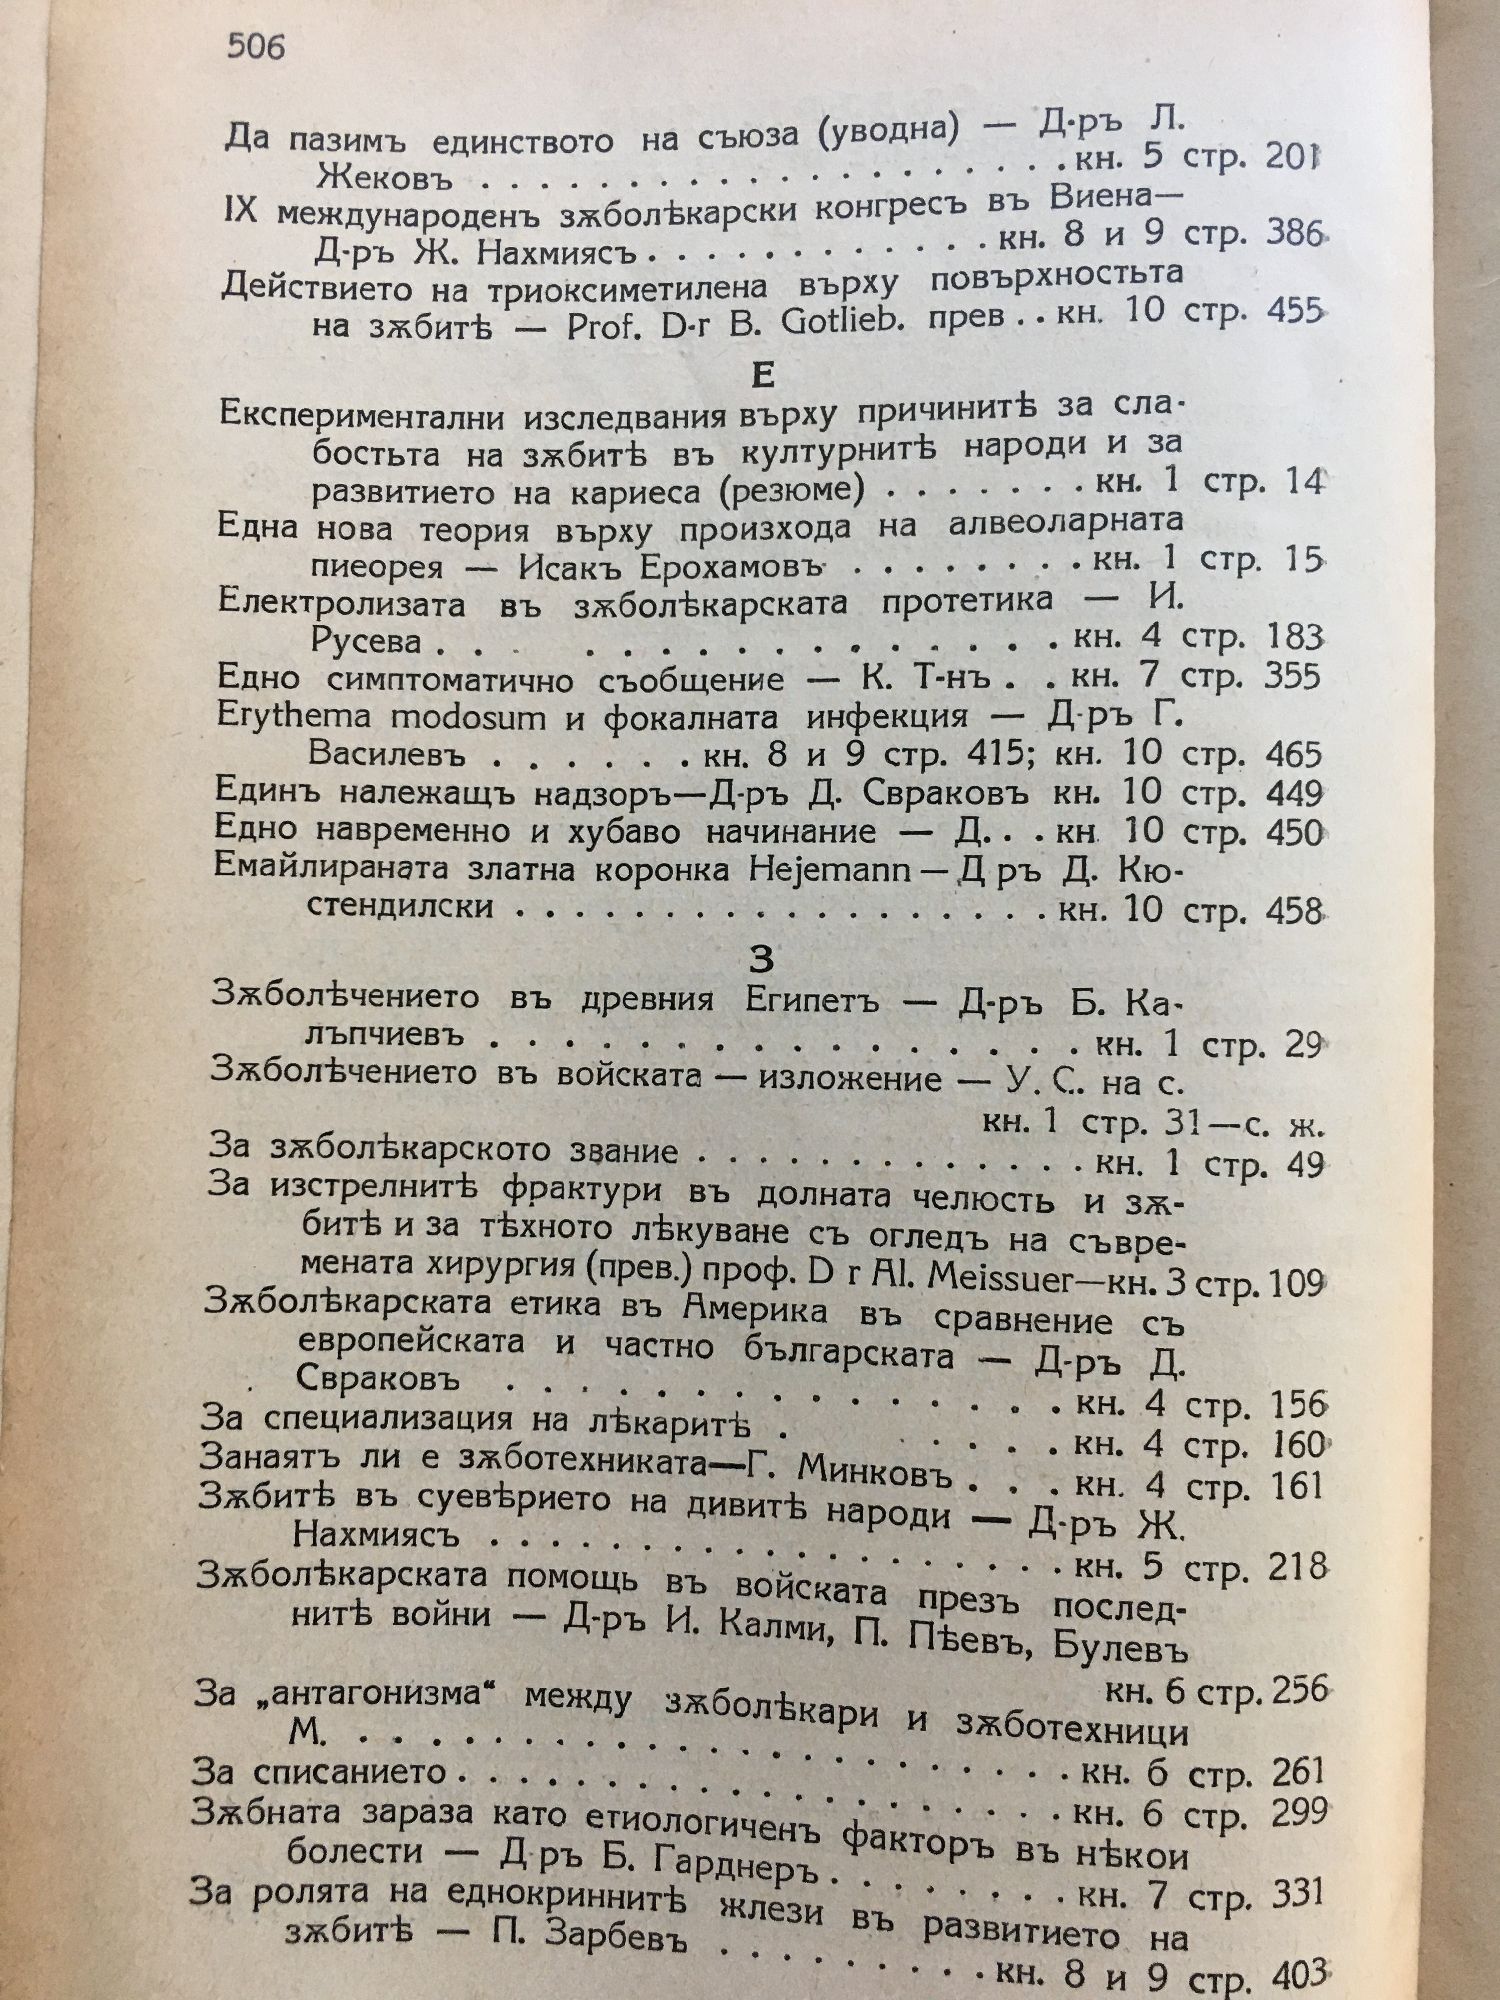 506
Да пазимъ единството на съюза (уводна) — Д-ръ Л.
Жековъ . . . . . . . . . . . . . . . . . . . . . кн. 5 стр. 201
IX международенъ зѫболѣкарски конгресъ въ Виена—
Д-ръ Ж. Нахмиясъ . . . . . . . . . . . . кн. 8 и 9 стр. 386
Действието на триоксиметилена върху повърхностьта
на зѫбитѣ — Prof. D-r B. Gotlieb. прев . . кн. 10 стр. 455
Е
Експериментални изследвания върху причинитѣ за сла-
бостьта на зѫбитѣ въ културнитѣ народи и за
развитието на кариеса (резюме) . . . . . . . кн. 1 стр. 14
Една нова теория върху произхода на алвеоларната
пиеорея — Исакъ Ерохамовъ . . . . . . . . кн. 1 стр. 15
Електролизата въ зѫболѣкарската протетика — И.
Русева . . . . . . . . . . . . . . . . . . . . кн. 4 стр. 183
Едно симптоматично съобщение — К. Т-нъ . . кн. 7 стр. 355
Erythema modosum и фокалната инфекция — Д-ръ Г.
Василевъ . . . . . . кн. 8 и 9 стр. 415; кн. 10 стр. 465
Единъ належащъ надзоръ—Д-ръ Д. Свраковъ кн. 10 стр. 449
Едно навременно и хубаво начинание — Д. . . кн. 10 стр. 450
Емайлираната златна коронка Hejemann — Д ръ Д. Кю-
стендилски . . . . . . . . . . . . . . . . . . . кн. 10 стр. 458
З
Зѫболѣчението въ древния Египетъ — Д-ръ Б. Ка-
лъпчиевъ . . . . . . . . . . . . . . . . . . кн. 1 стр. 29
Зѫболѣчението въ войската — изложение — У. С. на с.
кн. 1 стр. 31—с. ж.
За зѫболѣкарското звание . . . . . . . . . . . . . . кн. 1 стр. 49
За изстрелнитѣ фрактури въ долната челюсть и зѫ-
битѣ и за тѣхното лѣкуване съ огледъ на съвре-
мената хирургия (прев.) проф. D r Al. Meissuer—кн. 3 стр. 109
Зѫболѣкарската етика въ Америка въ сравнение съ
европейската и частно българската — Д-ръ Д.
Свраковъ . . . . . . . . . . . . . . . . . . кн. 4 стр. 156
За специализация на лѣкаритѣ . . . . . . кн. 4 стр. 160
Занаятъ ли е зѫботехниката—Г. Минковъ . . . кн. 4 стр. 161
Зѫбитѣ въ суевѣрието на дивитѣ народи — Д-ръ Ж.
Нахмиясъ . . . . . . . . . . . . . . . . . . . кн. 5 стр. 218
Зѫболѣкарската помощь въ войската презъ послед-
нитѣ войни — Д-ръ И. Калми, П. Пѣевъ, Булевъ
кн. 6 стр. 256
За „антагонизма“ между зѫболѣкари и зѫботехници
М. . . . . . . . . . . . . . . . . . . . . . . . кн. 6 стр. 261
За списанието . . . . . . . . . . . . . . . . . . . кн. 6 стр. 299
Зѫбната зараза като етиологиченъ факторъ въ нѣкои
болести — Д-ръ Б. Гарднеръ . . . . . . . . . кн. 7 стр. 331
За ролята на еднокриннитѣ жлези въ развитието на
зѫбитѣ — П. Зарбевъ . . . . . . . . . . кн. 8 и 9 стр. 403